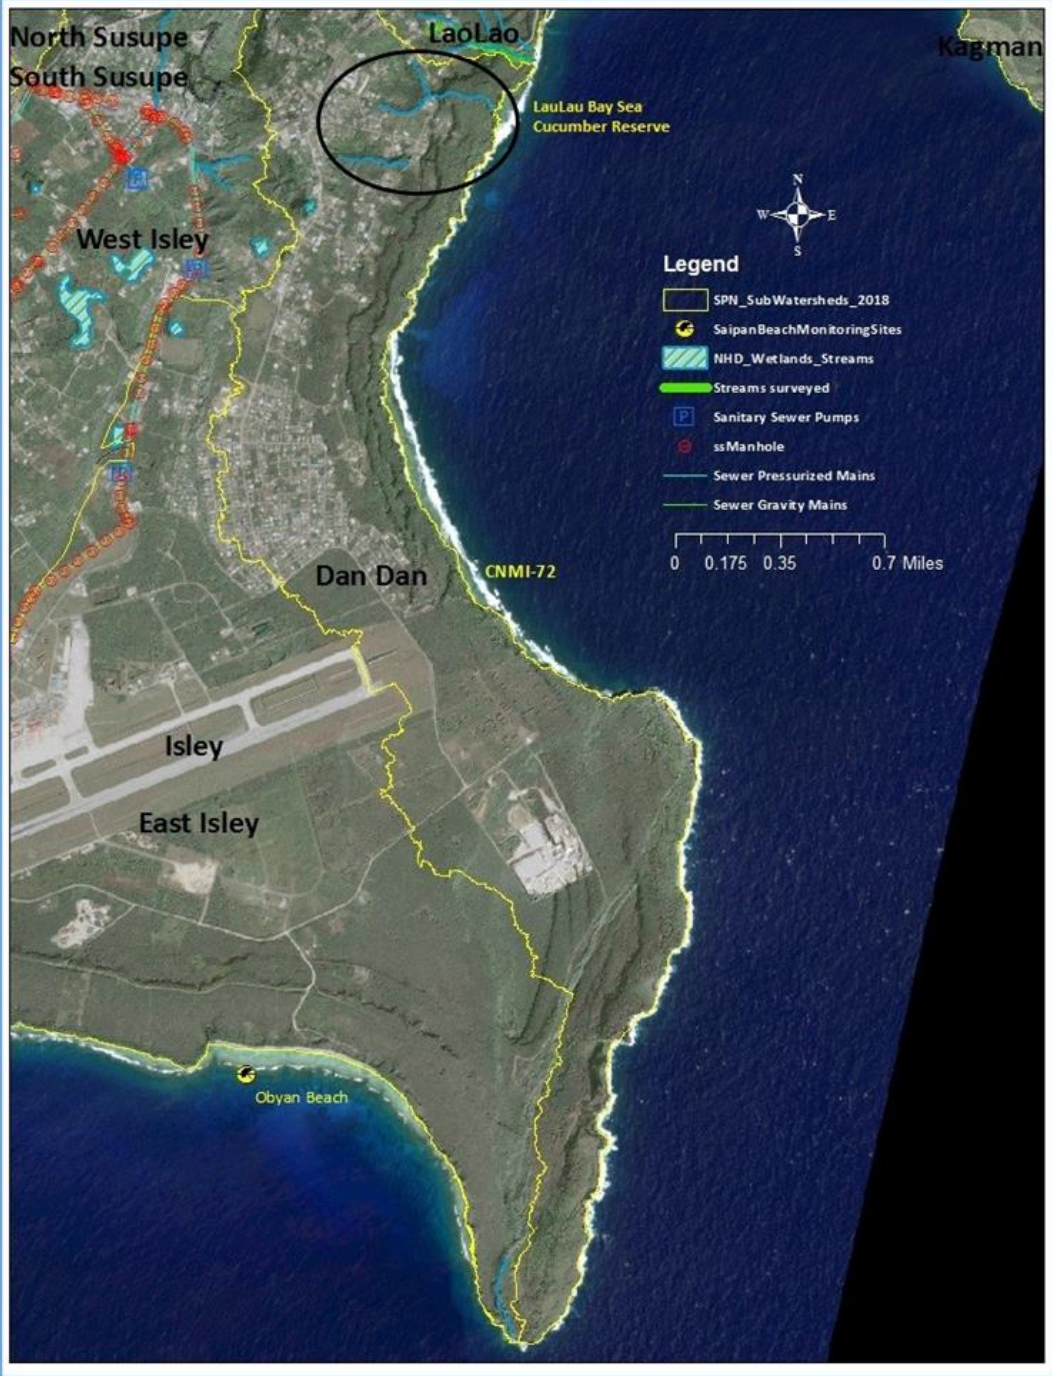 North Susupe
South Susupe
LaoLao
Kagman
LauLau Bay Sea
Cucumber Reserve
West Isley
N
W
E
S
Legend
SPN_SubWatersheds_2018
SaipanBeachMonitoringSites
NHD_Wetlands_Streams
Streams surveyed
P
Sanitary Sewer Pumps
ssManhole
Sewer Pressurized Mains
Sewer Gravity Mains
0 0.175 0.35 0.7 Miles
CNMI-72
Dan Dan
Isley
East Isley
Obyan Beach